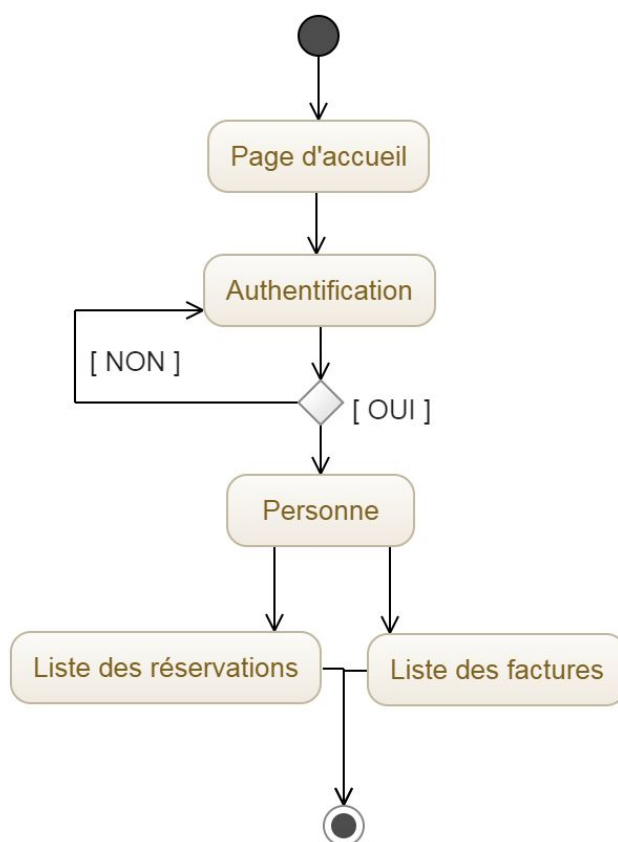 Page d'accueil
Authentification
[ NON ]
[ OUI ]
Personne
Liste des réservations
Liste des factures